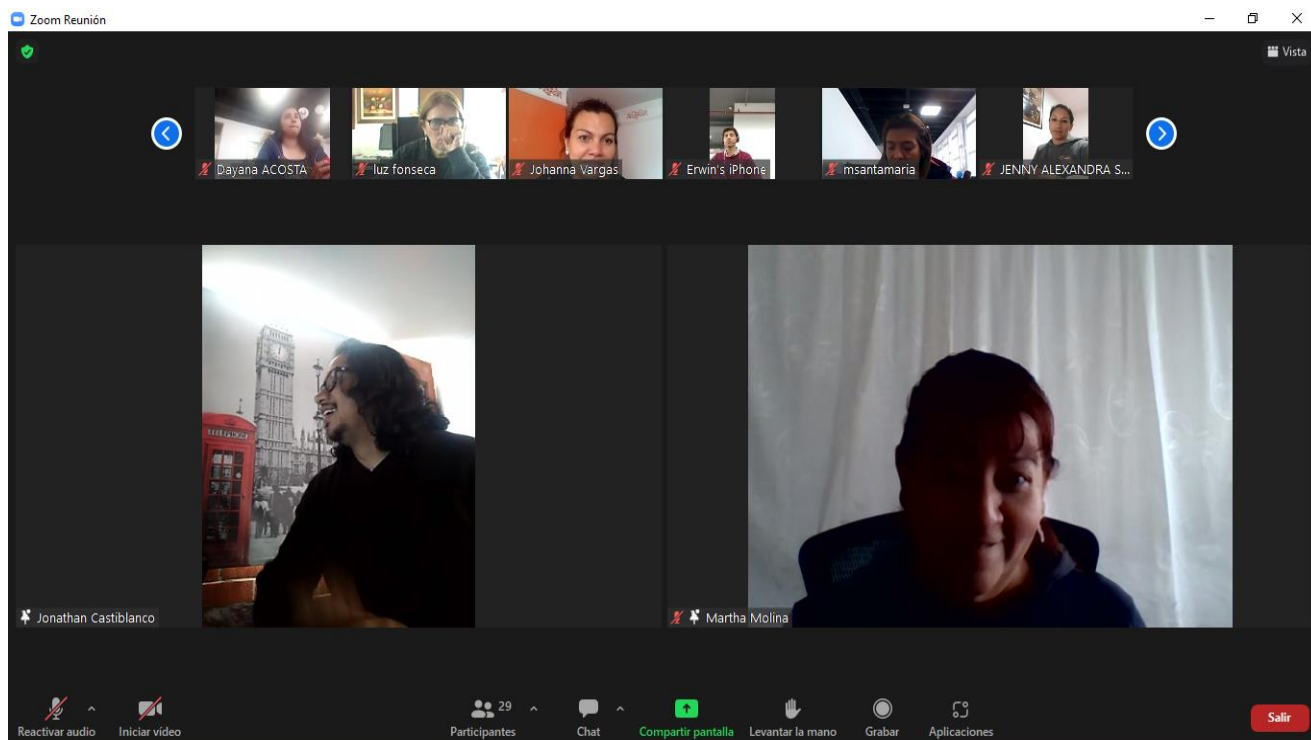 Zoom Reunión
Vista
Dayana ACOSTA
luz fonseca
Johanna Vargas
Erwin's iPhone
msantamaria
JENNY ALEXANDRA S...
TELEPHONE
Jonathan Castiblanco
Martha Molina
Reactivar audio
Iniciar video
29
Participantes
Chat
Compartir pantalla
Levantar la mano
Grabar
Aplicaciones
Salir